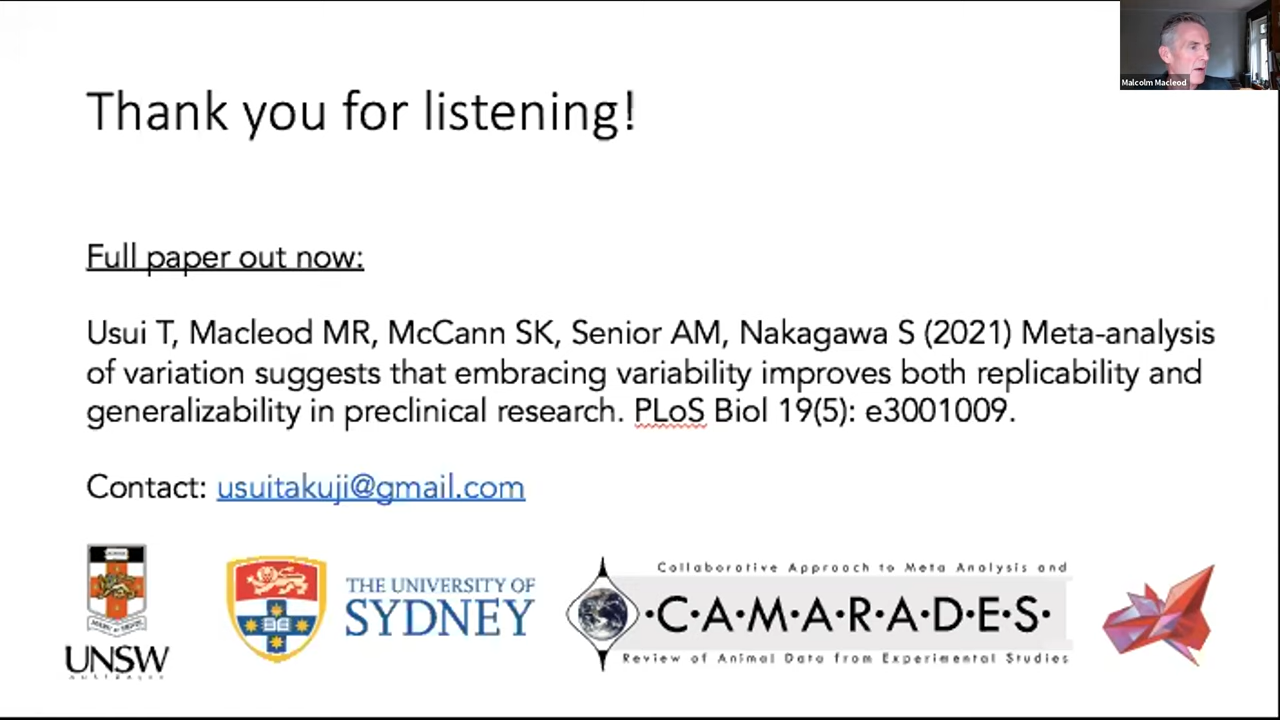 Malcolm Macleod
Thank you for listening!
Full paper out now:
Usui T, Macleod MR, McCann SK, Senior AM, Nakagawa S (2021) Meta-analysis
of variation suggests that embracing variability improves both replicability and
generalizability in preclinical research. PLoS Biol 19(5): e3001009.
Contact: usuitakuji@gmail.com
UNSW
THE UNIVERSITY OF
SYDNEY
Collaborative Approach to Meta Analysis and
·C·A·M·A·R·A·D·E·S·
Review of Animal Data from Experimental Studies